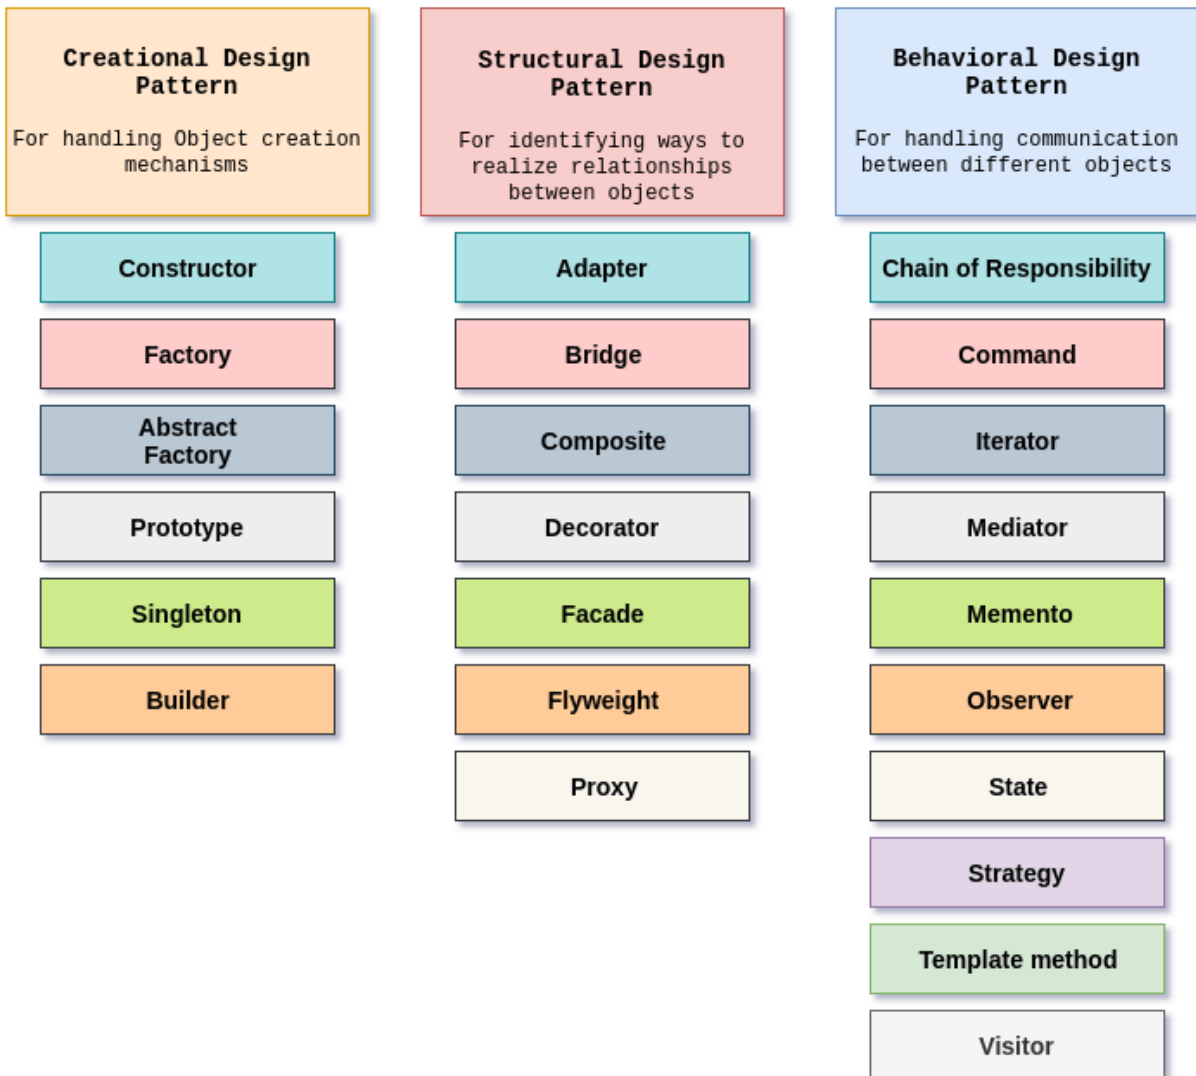 Creational Design
Pattern
For handling Object creation
mechanisms
Constructor
Factory
Abstract
Factory
Prototype
Singleton
Builder
Structural Design
Pattern
For identifying ways to
realize relationships
between objects
Adapter
Bridge
Composite
Decorator
Facade
Flyweight
Proxy
Behavioral Design
Pattern
For handling communication
between different objects
Chain of Responsibility
Command
Iterator
Mediator
Memento
Observer
State
Strategy
Template method
Visitor